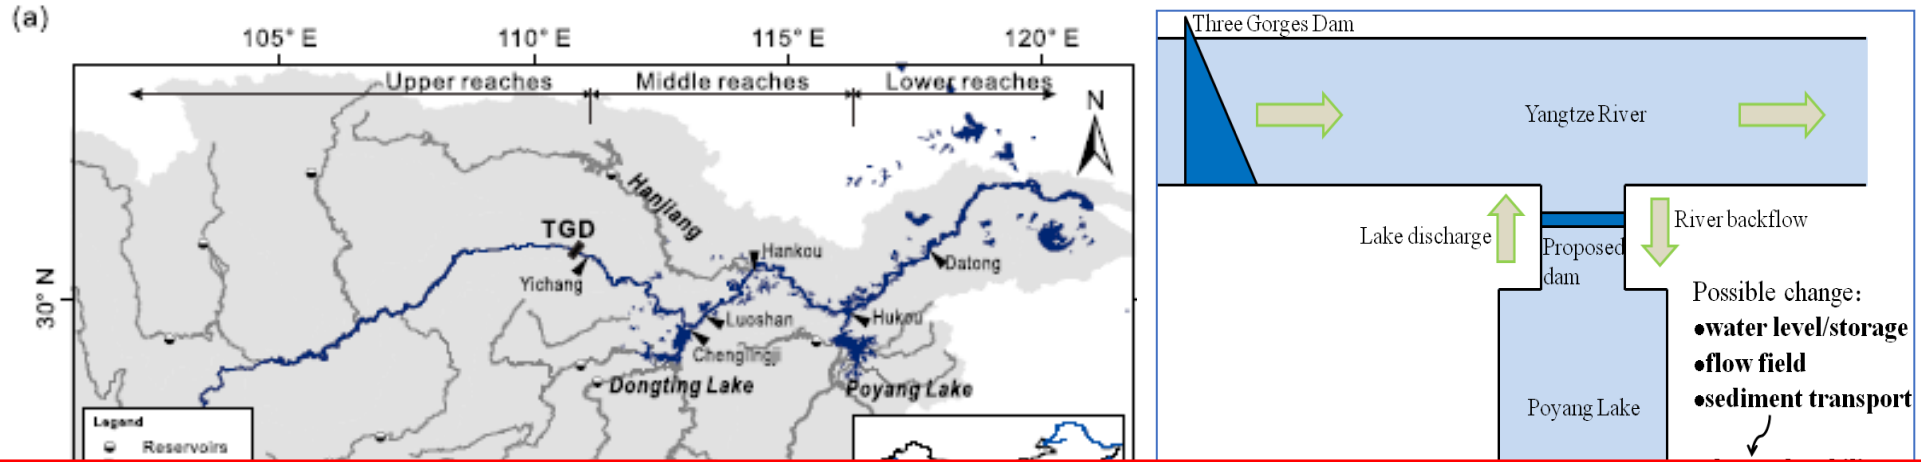 (a)
105° E
110° E
115° E
120° E
Upper reaches
Middle reaches
Lower reaches
N
Hanjiang
TGD
Yichang
Hankou
Datong
30° N
Luoshan
Hukou
Chenglingji
Dongting Lake
Poyang Lake
Legend
Reservoirs
Three Gorges Dam
Yangtze River
Lake discharge
River backflow
Proposed
dam
Possible change:
•water level/storage
•flow field
•sediment transport
Poyang Lake